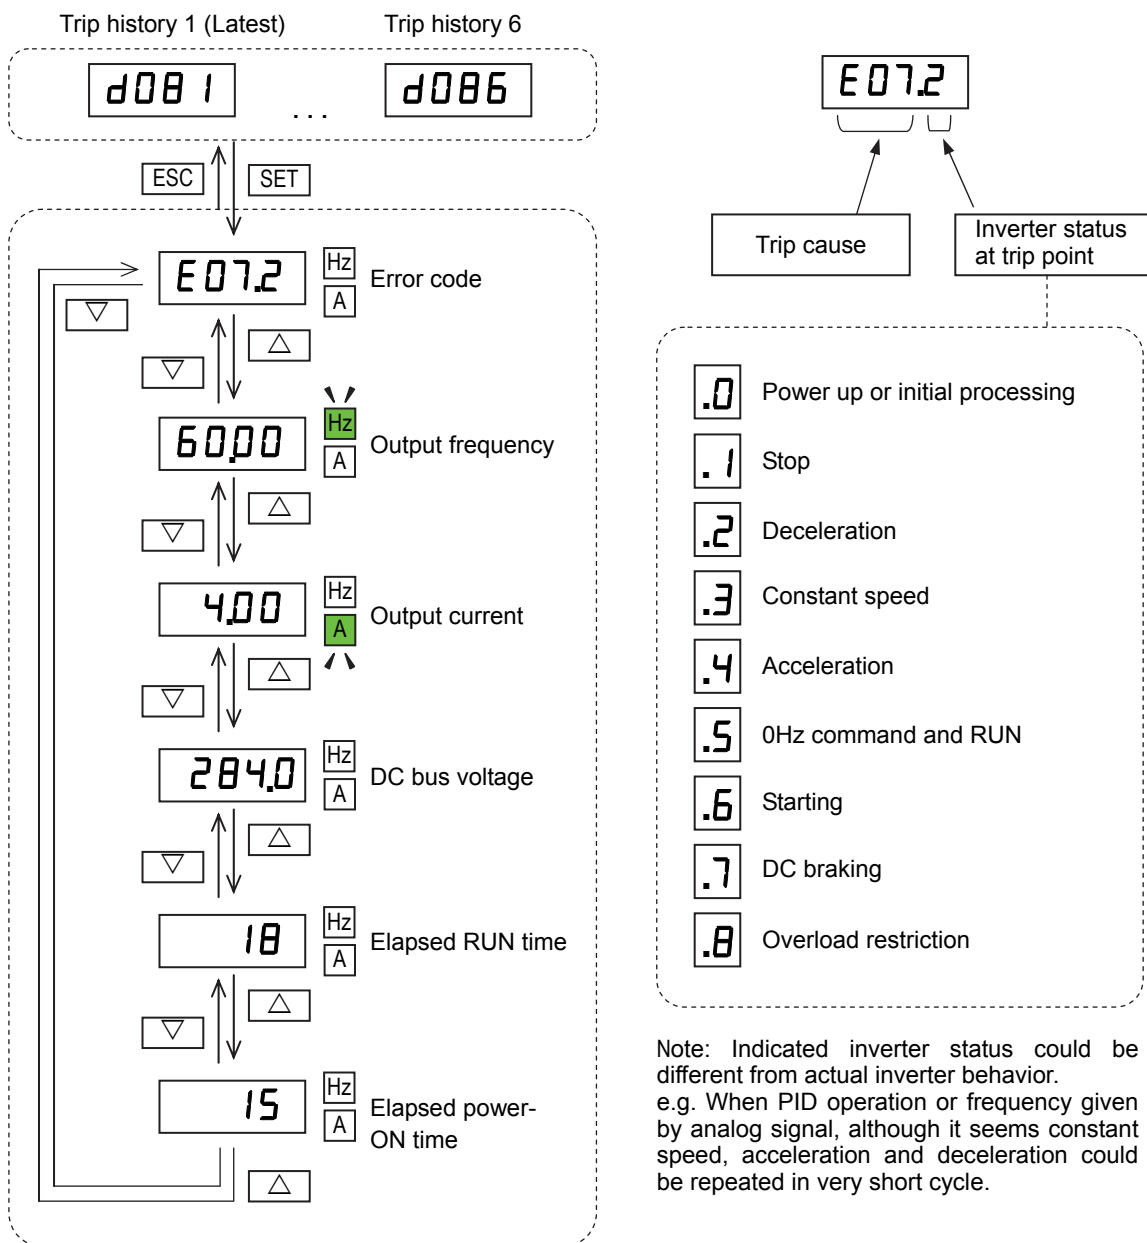 Trip history 1 (Latest)
Trip history 6
d081
. . .
d086
ESC
SET
E07.2
Hz
A
Error code
60.00
Hz
A
Output frequency
4.00
Hz
A
Output current
284.0
Hz
A
DC bus voltage
18
Hz
A
Elapsed RUN time
15
Hz
A
Elapsed power-
ON time
E07.2
Trip cause
Inverter status
at trip point
.0 Power up or initial processing
.1 Stop
.2 Deceleration
.3 Constant speed
.4 Acceleration
.5 0Hz command and RUN
.6 Starting
.7 DC braking
.8 Overload restriction
Note: Indicated inverter status could be
different from actual inverter behavior.
e.g. When PID operation or frequency given
by analog signal, although it seems constant
speed, acceleration and deceleration could
be repeated in very short cycle.